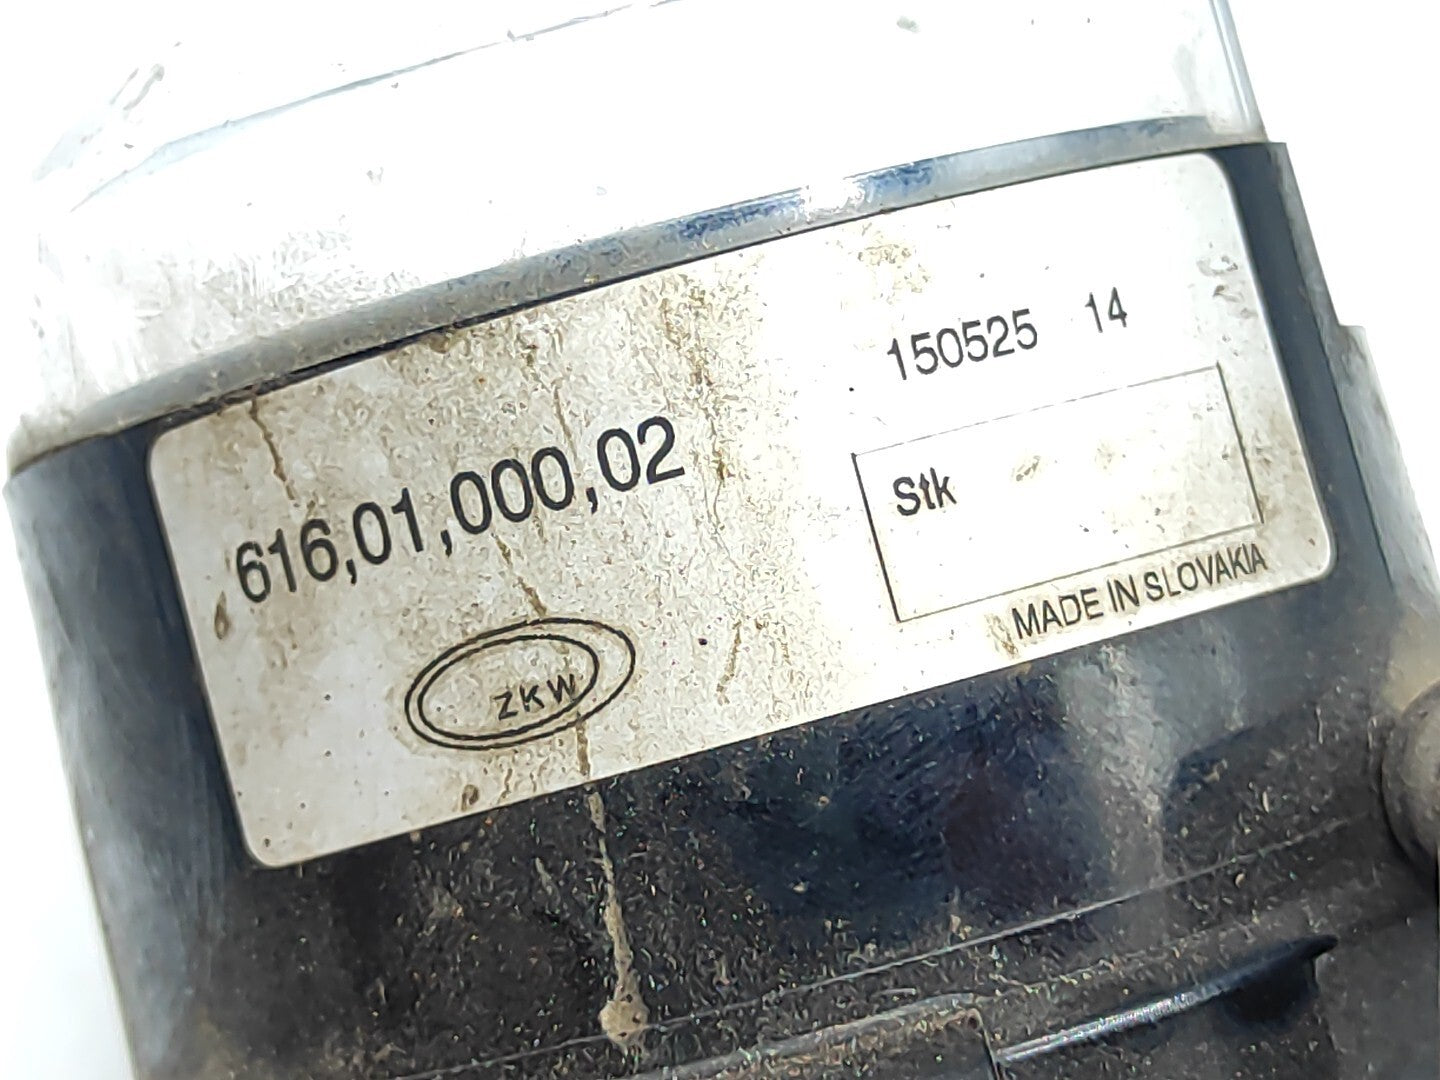 150525 14
616,01,000,02
Stk
MADE IN SLOVAKIA
ZKW